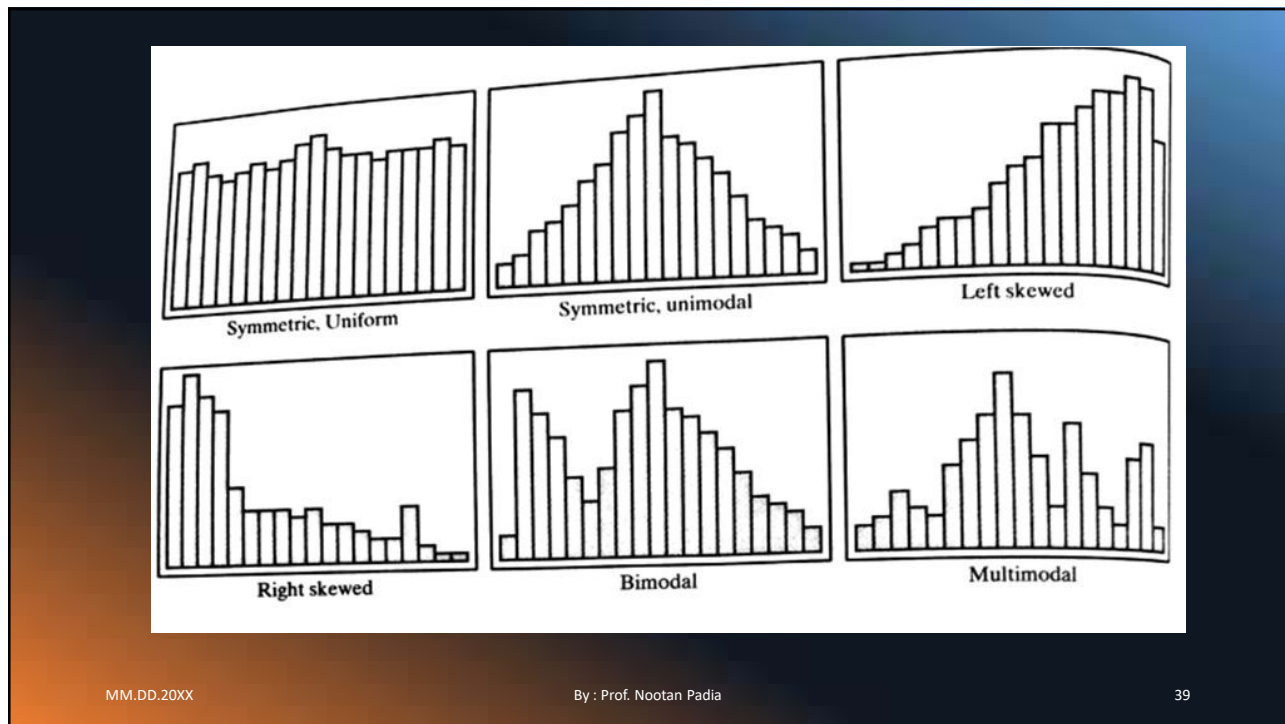 Symmetric, Uniform
Symmetric, unimodal
Left skewed
Right skewed
Bimodal
Multimodal
MM.DD.20XX
By : Prof. Nootan Padia
39